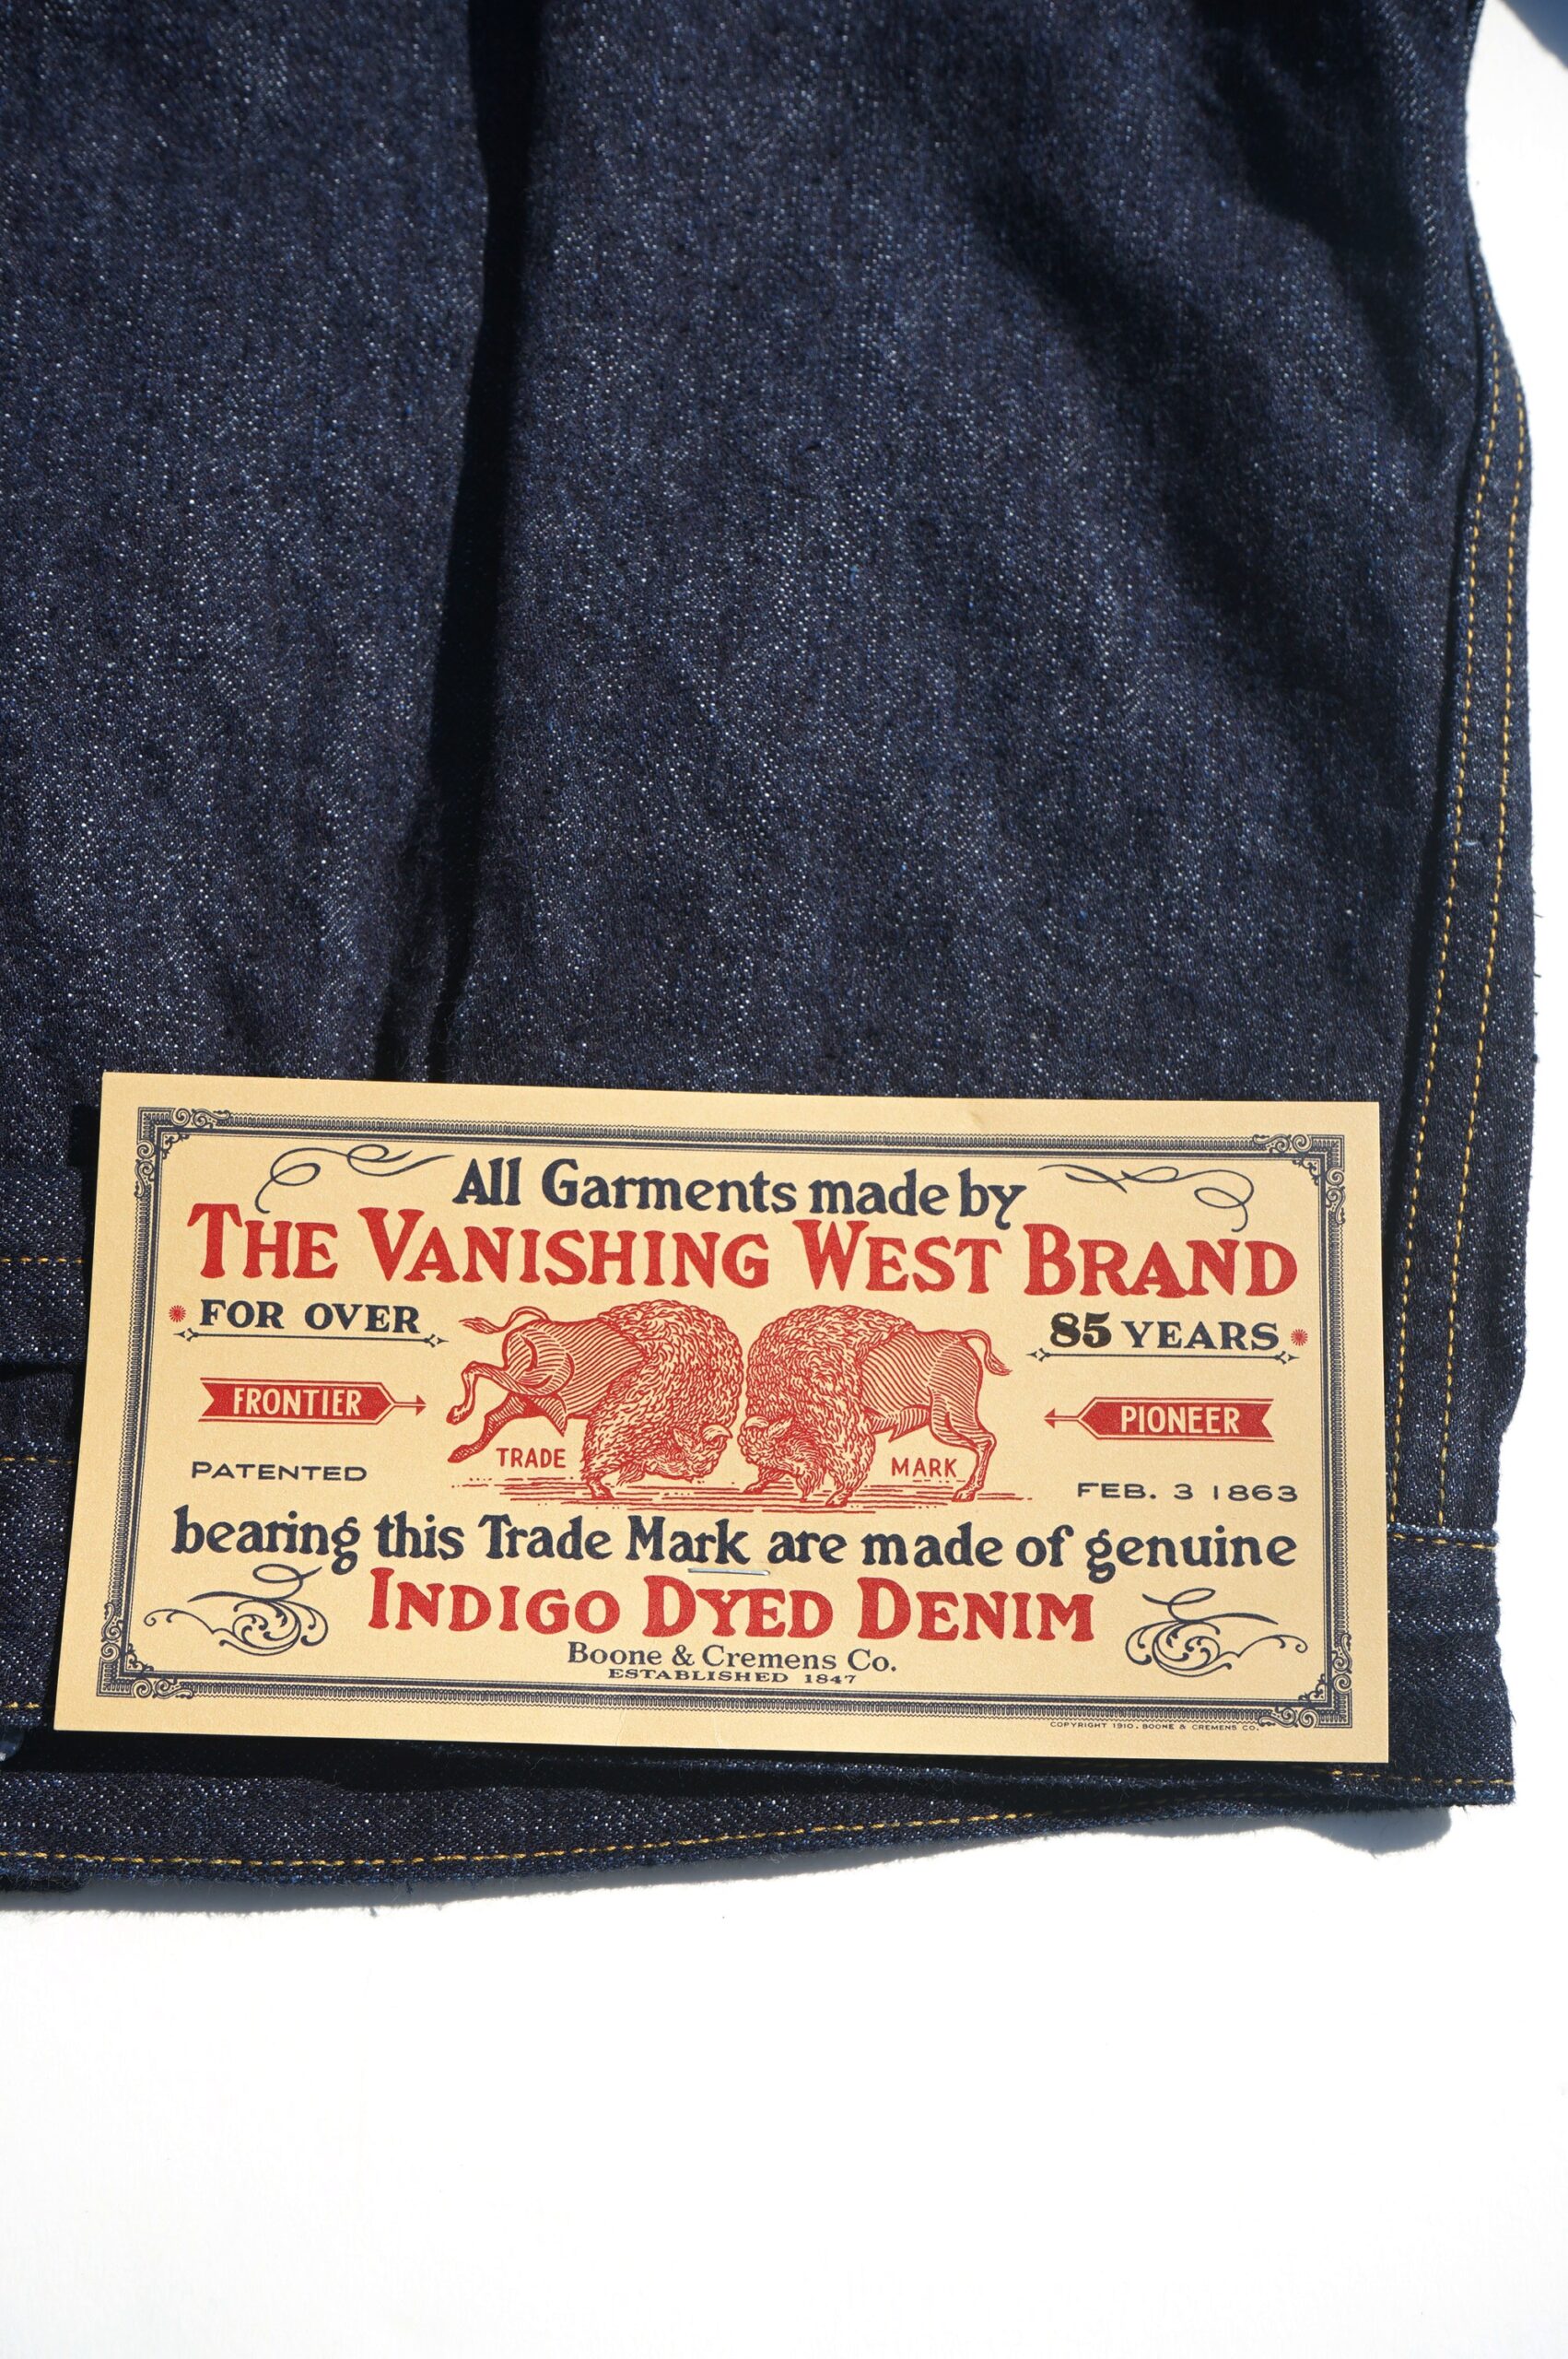 All Garments made by
THE VANISHING WEST BRAND
FOR OVER
85 YEARS
FRONTIER
PIONEER
TRADE
MARK
PATENTED
FEB. 3 1863
bearing this Trade Mark are made of genuine
INDIGO DYED DENIM
Boone & Cremens Co.
ESTABLISHED 1847
COPYRIGHT 1910. BOONE & CREMENS CO.